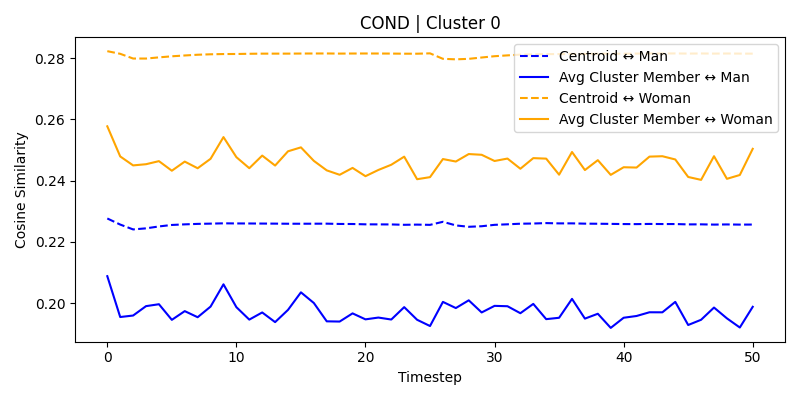 COND | Cluster 0
Cosine Similarity
0.28
0.26
0.24
0.22
0.20
Centroid ↔ Man
Avg Cluster Member ↔ Man
Centroid ↔ Woman
Avg Cluster Member ↔ Woman
0 10 20 30 40 50
Timestep